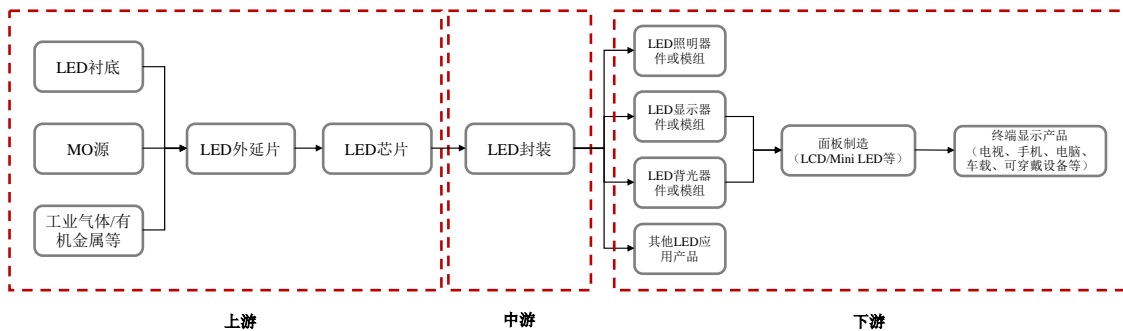 LED衬底
MO源
工业气体/有
机金属等
LED外延片
LED芯片
LED封装
LED照明器
件或模组
LED显示器
件或模组
LED背光器
件或模组
其他LED应
用产品
面板制造
（LCD/Mini LED等）
终端显示产品
（电视、手机、电脑、
车载、可穿戴设备等）
上游
中游
下游